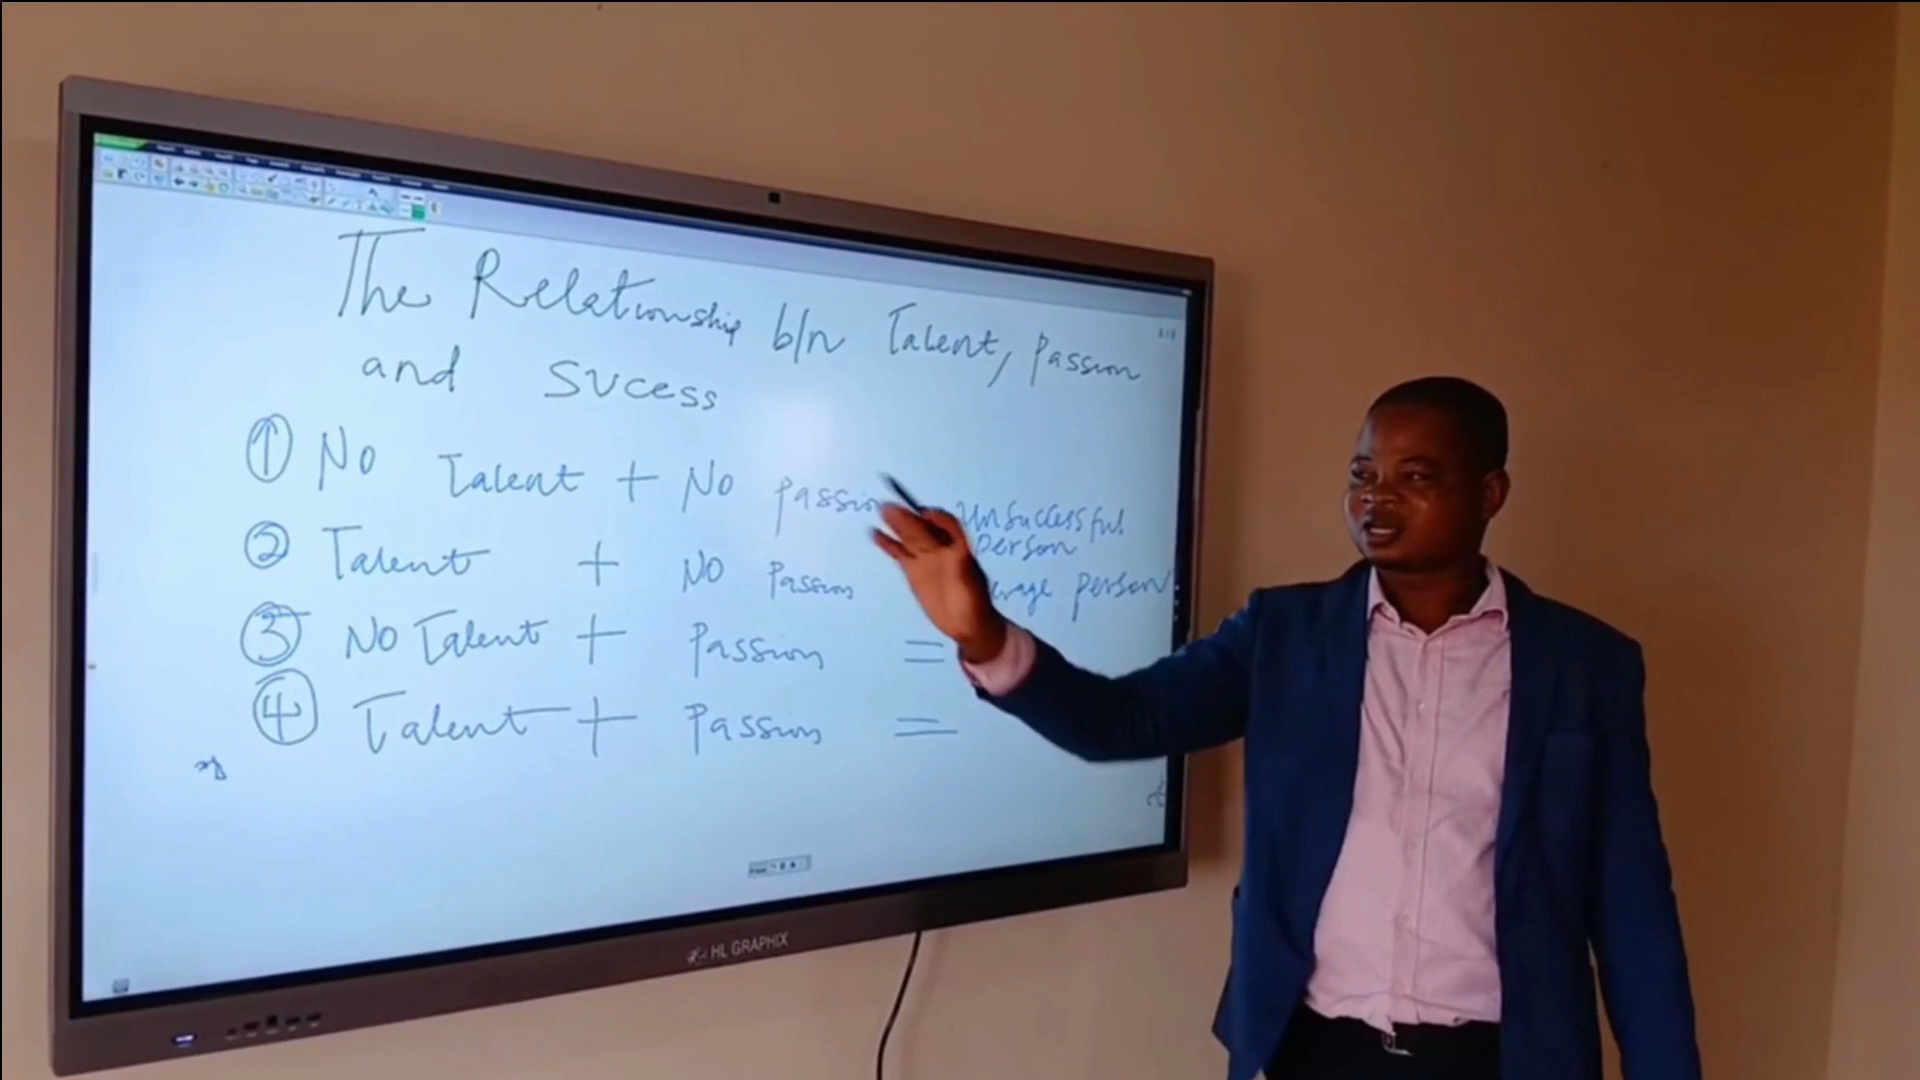 The Relationship b/n Talent, Passion
and Sucess
① No Talent + No passion Unsuccessful
person
② Talent + No Passion erage person
③ No Talent + Passion =
④ Talent + Passion =
HL GRAPHIX